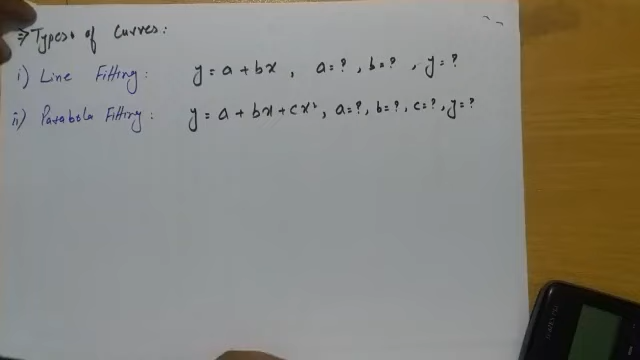 ⇒ Types of Curves:
i) Line Fitting: y = a + bx, a=?, b=?, y=?
ii) Parabola Fitting: y = a + bx + cx², a=?, b=?, c=?, y=?